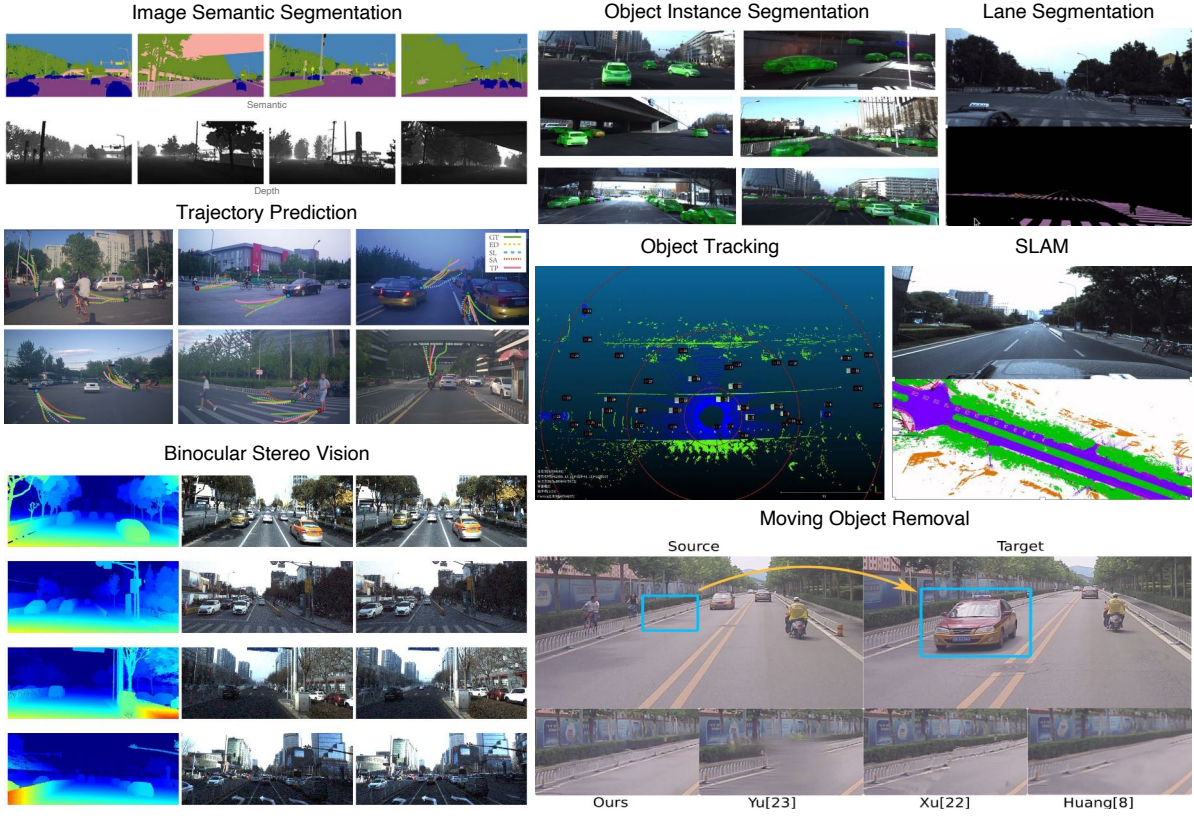 Image Semantic Segmentation
Semantic
Depth
Trajectory Prediction
GT
ED
SL
SA
TP
Binocular Stereo Vision
Object Instance Segmentation
Lane Segmentation
Object Tracking
SLAM
Moving Object Removal
Source
Target
Ours
Yu[23]
Xu[22]
Huang[8]